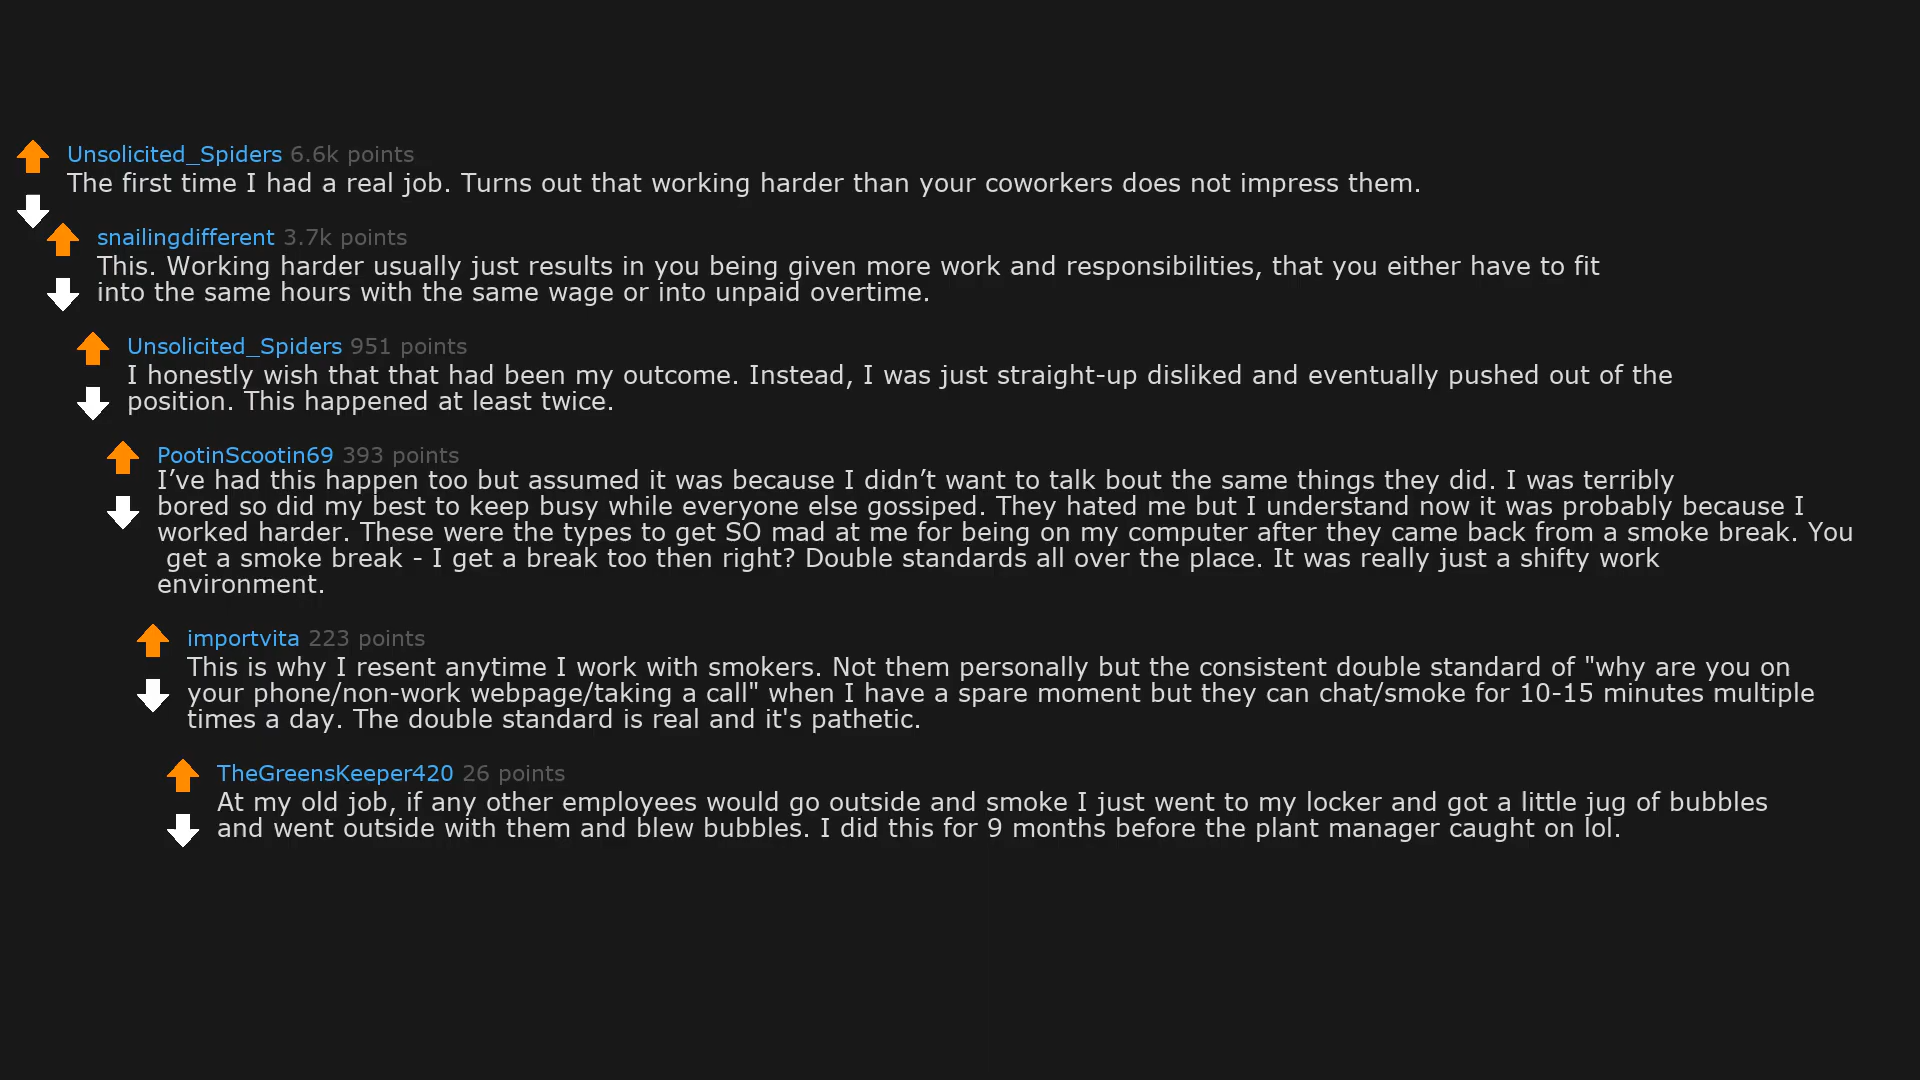 Unsolicited_Spiders 6.6k points
The first time I had a real job. Turns out that working harder than your coworkers does not impress them.
snailingdifferent 3.7k points
This. Working harder usually just results in you being given more work and responsibilities, that you either have to fit
into the same hours with the same wage or into unpaid overtime.
Unsolicited_Spiders 951 points
I honestly wish that that had been my outcome. Instead, I was just straight-up disliked and eventually pushed out of the
position. This happened at least twice.
PootinScootin69 393 points
I’ve had this happen too but assumed it was because I didn’t want to talk bout the same things they did. I was terribly
bored so did my best to keep busy while everyone else gossiped. They hated me but I understand now it was probably because I
worked harder. These were the types to get SO mad at me for being on my computer after they came back from a smoke break. You
get a smoke break - I get a break too then right? Double standards all over the place. It was really just a shifty work
environment.
importvita 223 points
This is why I resent anytime I work with smokers. Not them personally but the consistent double standard of "why are you on
your phone/non-work webpage/taking a call" when I have a spare moment but they can chat/smoke for 10-15 minutes multiple
times a day. The double standard is real and it's pathetic.
TheGreensKeeper420 26 points
At my old job, if any other employees would go outside and smoke I just went to my locker and got a little jug of bubbles
and went outside with them and blew bubbles. I did this for 9 months before the plant manager caught on lol.